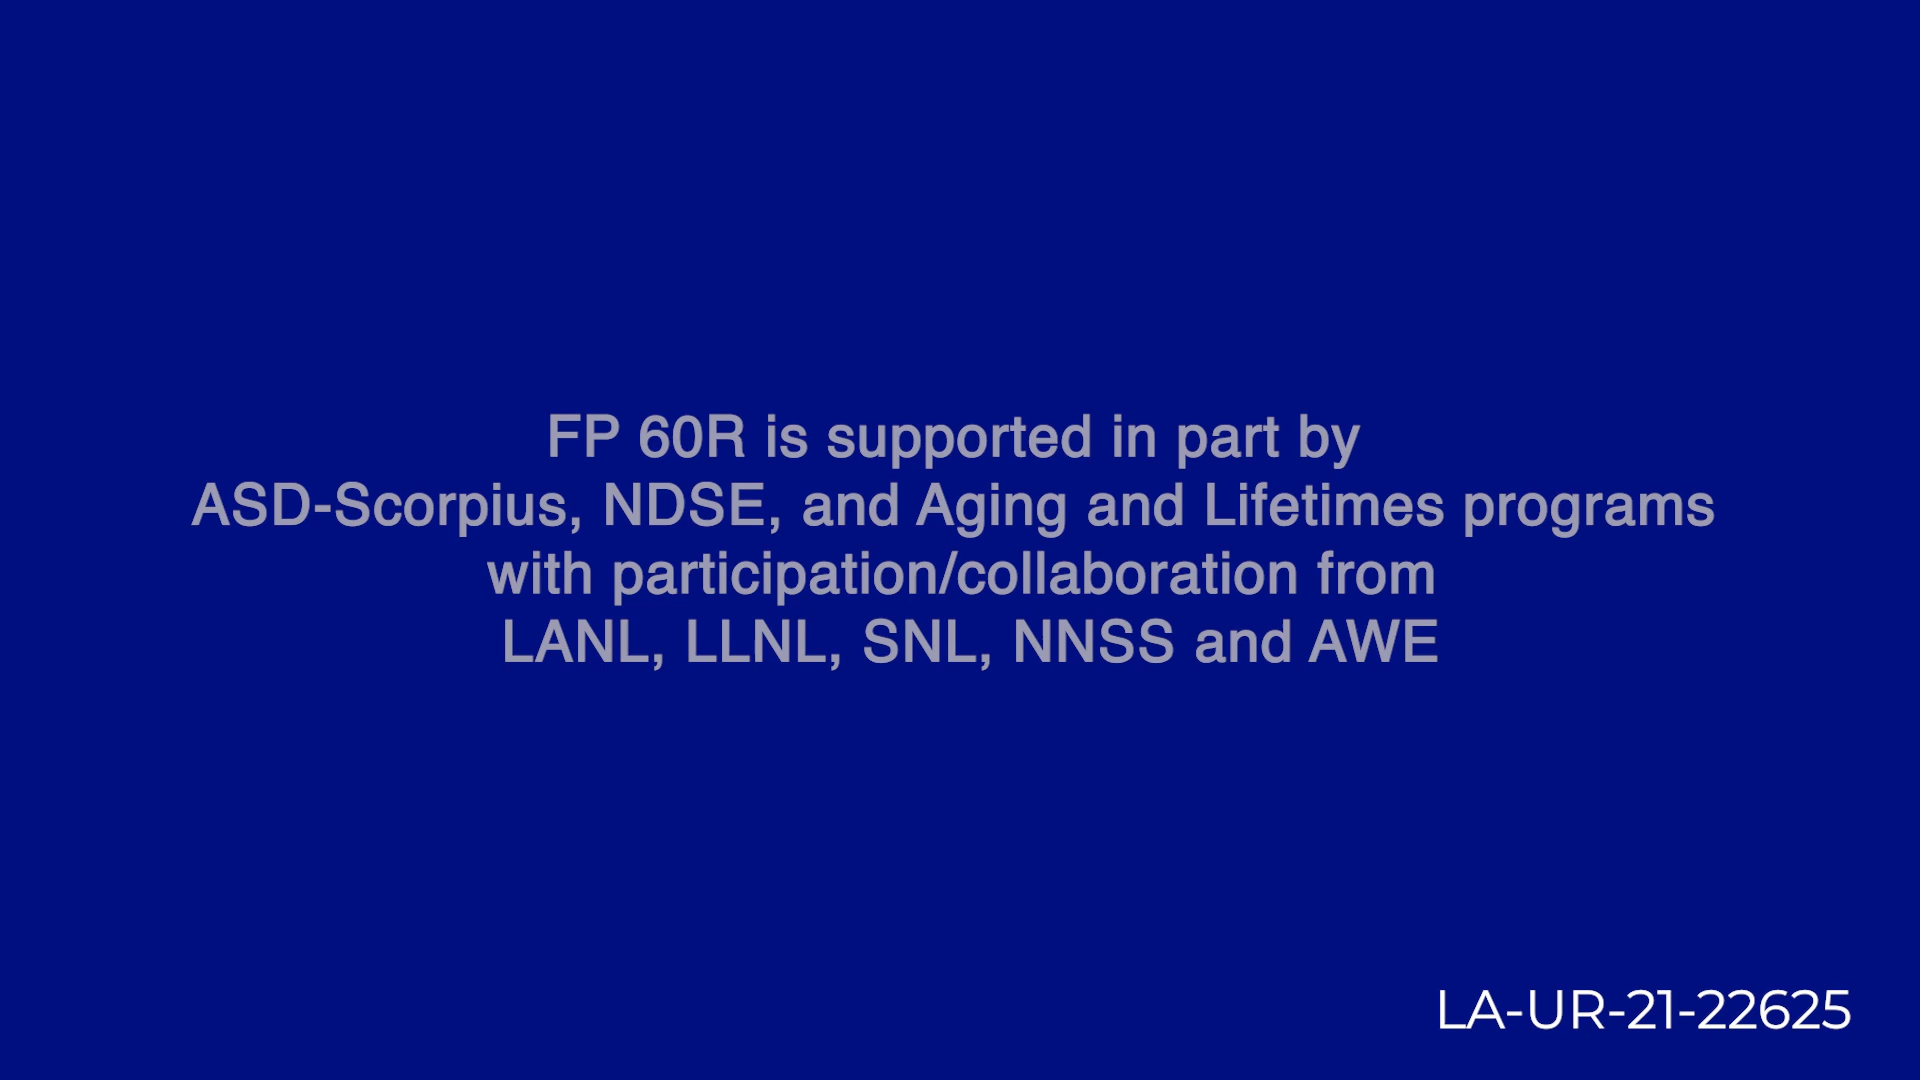 FP 60R is supported in part by
ASD-Scorpius, NDSE, and Aging and Lifetimes programs
with participation/collaboration from
LANL, LLNL, SNL, NNSS and AWE
LA-UR-21-22625